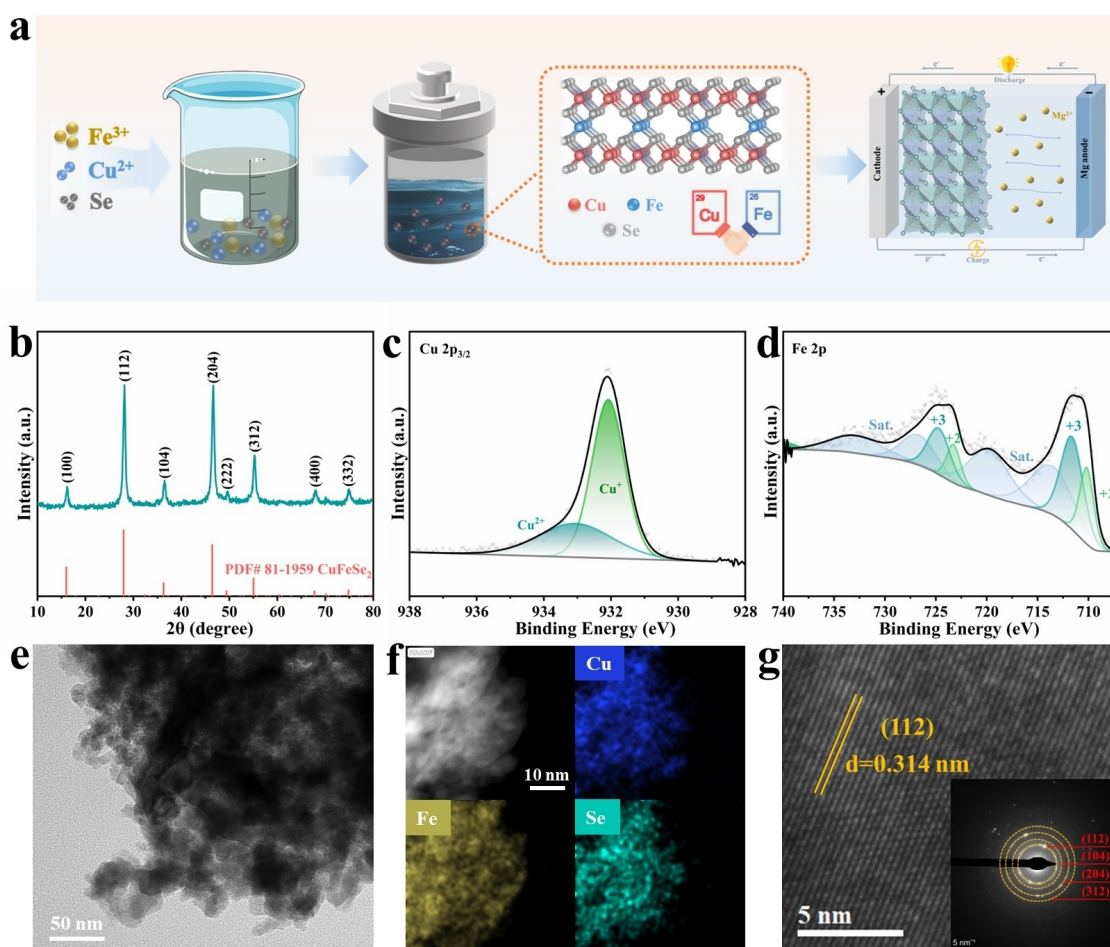 a
Fe³⁺
Cu²⁺
Se
Cu
Fe
Se
29
Cu
26
Fe
e⁻
e⁻
Discharge
+
−
Mg²⁺
Cathode
Mg anode
e⁻
Charge
e⁻
b
Intensity (a.u.)
(100)
(112)
(104)
(204)
(222)
(312)
(400)
(332)
PDF# 81-1959 CuFeSe₂
10 20 30 40 50 60 70 80
2θ (degree)
c
Cu 2p₃/₂
Intensity (a.u.)
Cu⁺
Cu²⁺
938 936 934 932 930 928
Binding Energy (eV)
d
Fe 2p
Intensity (a.u.)
Sat.
+3
+2
Sat.
+3
+2
740 730 725 720 715 710
Binding Energy (eV)
e
50 nm
f
10 nm
Cu
Fe
Se
g
(112)
d=0.314 nm
5 nm
(112)
(104)
(204)
(312)
5 nm⁻¹